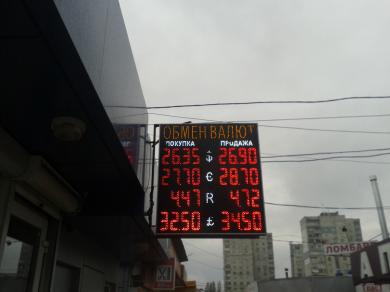 ОБМЕН ВАЛЮТ
ПОКУПКА ПРОДАЖА
26.35 $ 26.90
27.70 € 28.70
4.47 R 4.72
32.50 £ 34.50
ЛОМБАРД